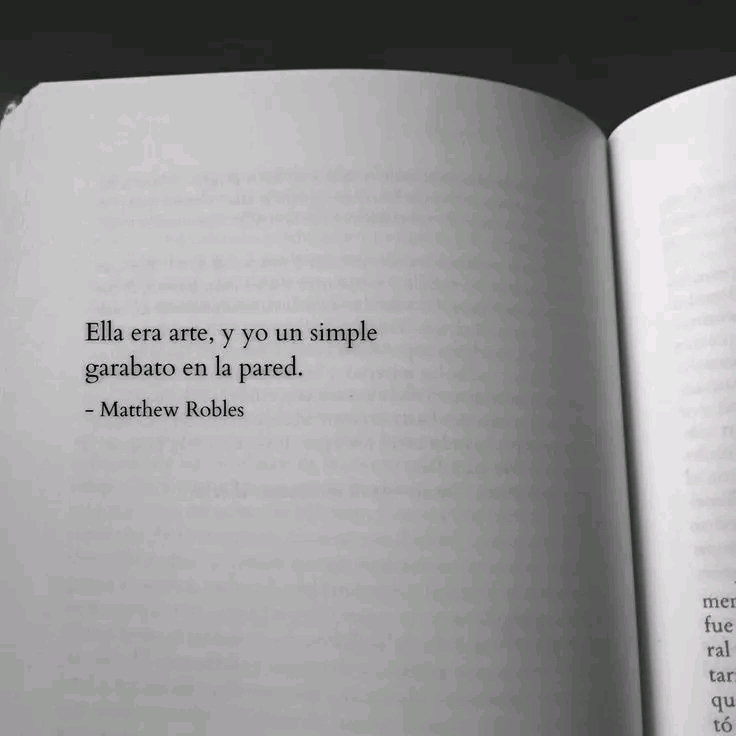 Ella era arte, y yo un simple
garabato en la pared.
- Matthew Robles
mer
fue
ral
tar
qu
tó